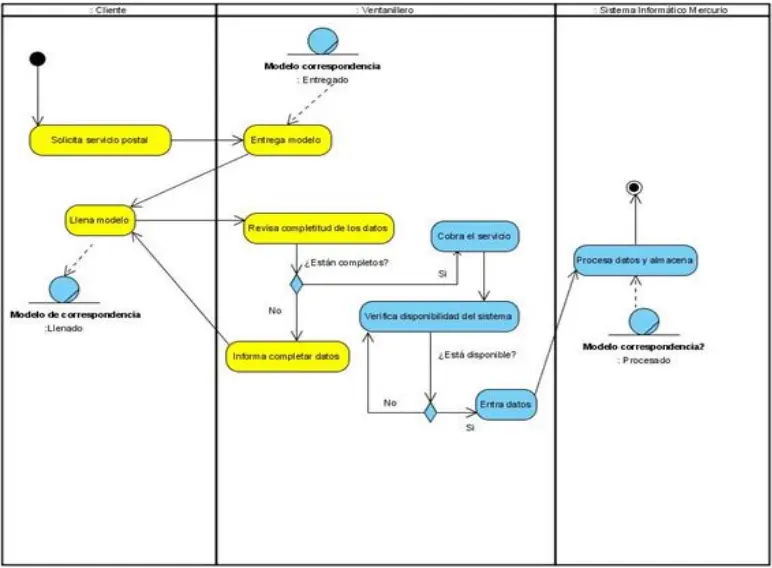 : Cliente
: Ventanillero
: Sistema Informático Mercurio
Modelo correspondencia
: Entregado
Solicita servicio postal
Entrega modelo
Llena modelo
Revisa completitud de los datos
Cobra el servicio
¿Están completos?
Si
Procesa datos y almacena
Modelo de correspondencia
:Llenado
No
Verifica disponibilidad del sistema
Modelo correspondencia2
: Procesado
Informa completar datos
¿Está disponible?
No
Entra datos
Si